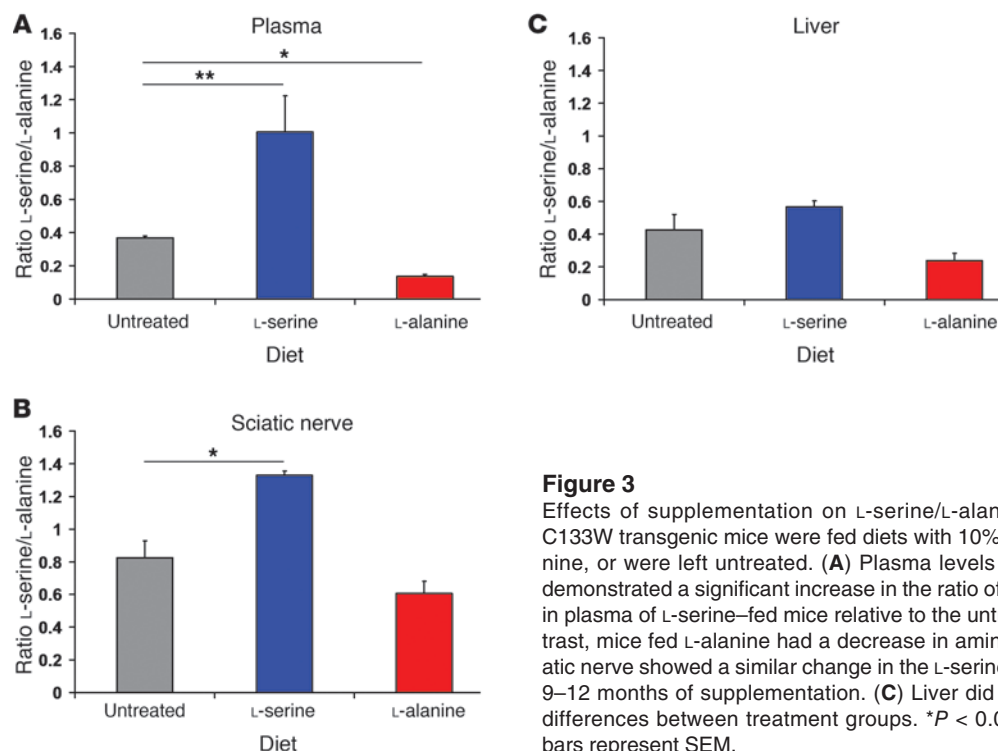 A
Plasma
Ratio L-serine/L-alanine
1.6
1.4
1.2
1
0.8
0.6
0.4
0.2
0
*
**
Untreated L-serine L-alanine
Diet
C
Liver
Ratio L-serine/L-alanine
1.6
1.4
1.2
1
0.8
0.6
0.4
0.2
0
Untreated L-serine L-alanine
Diet
B
Sciatic nerve
Ratio L-serine/L-alanine
1.6
1.4
1.2
1
0.8
0.6
0.4
0.2
0
*
Untreated L-serine L-alanine
Diet
Figure 3
Effects of supplementation on L-serine/L-alan
C133W transgenic mice were fed diets with 10%
nine, or were left untreated. (A) Plasma levels
demonstrated a significant increase in the ratio of
in plasma of L-serine–fed mice relative to the unt
trast, mice fed L-alanine had a decrease in amin
atic nerve showed a similar change in the L-serin
9–12 months of supplementation. (C) Liver did
differences between treatment groups. *P < 0.0
bars represent SEM.